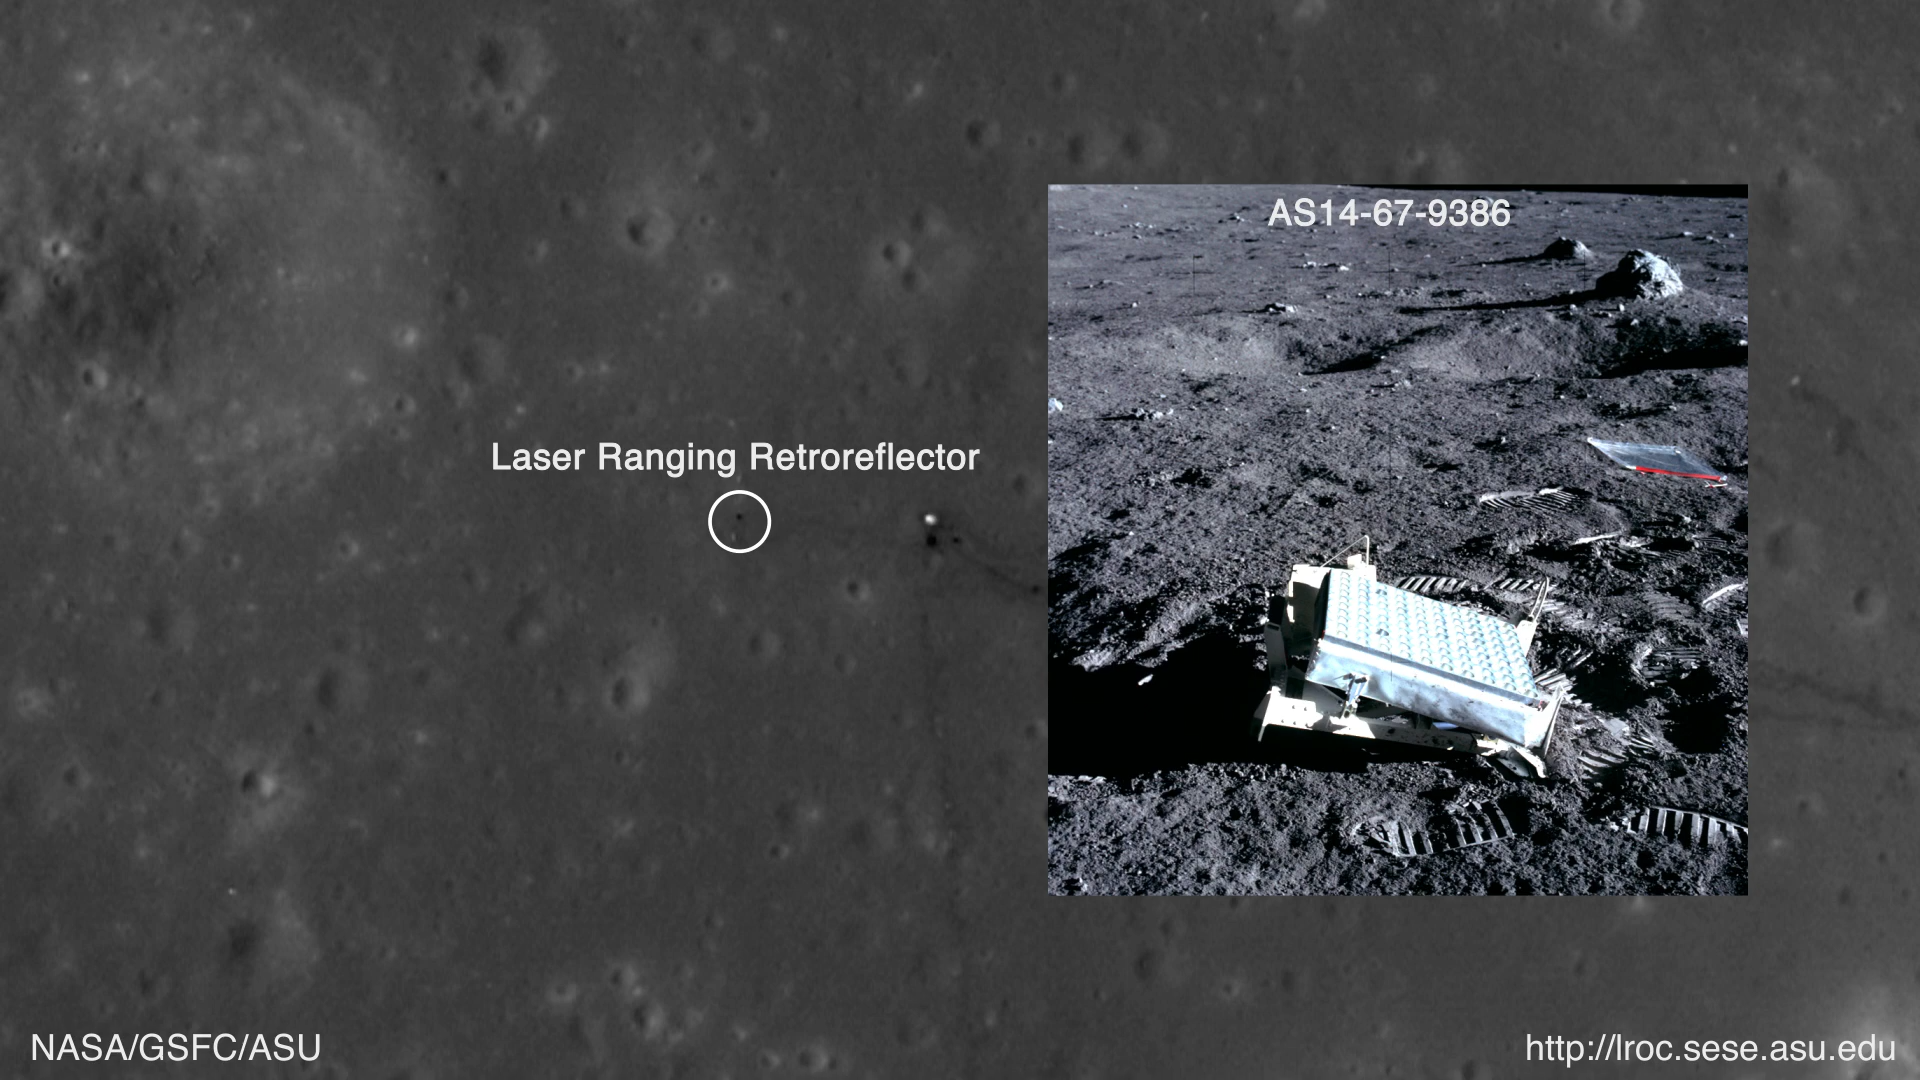 AS14-67-9386
Laser Ranging Retroreflector
NASA/GSFC/ASU
http://lroc.sese.asu.edu